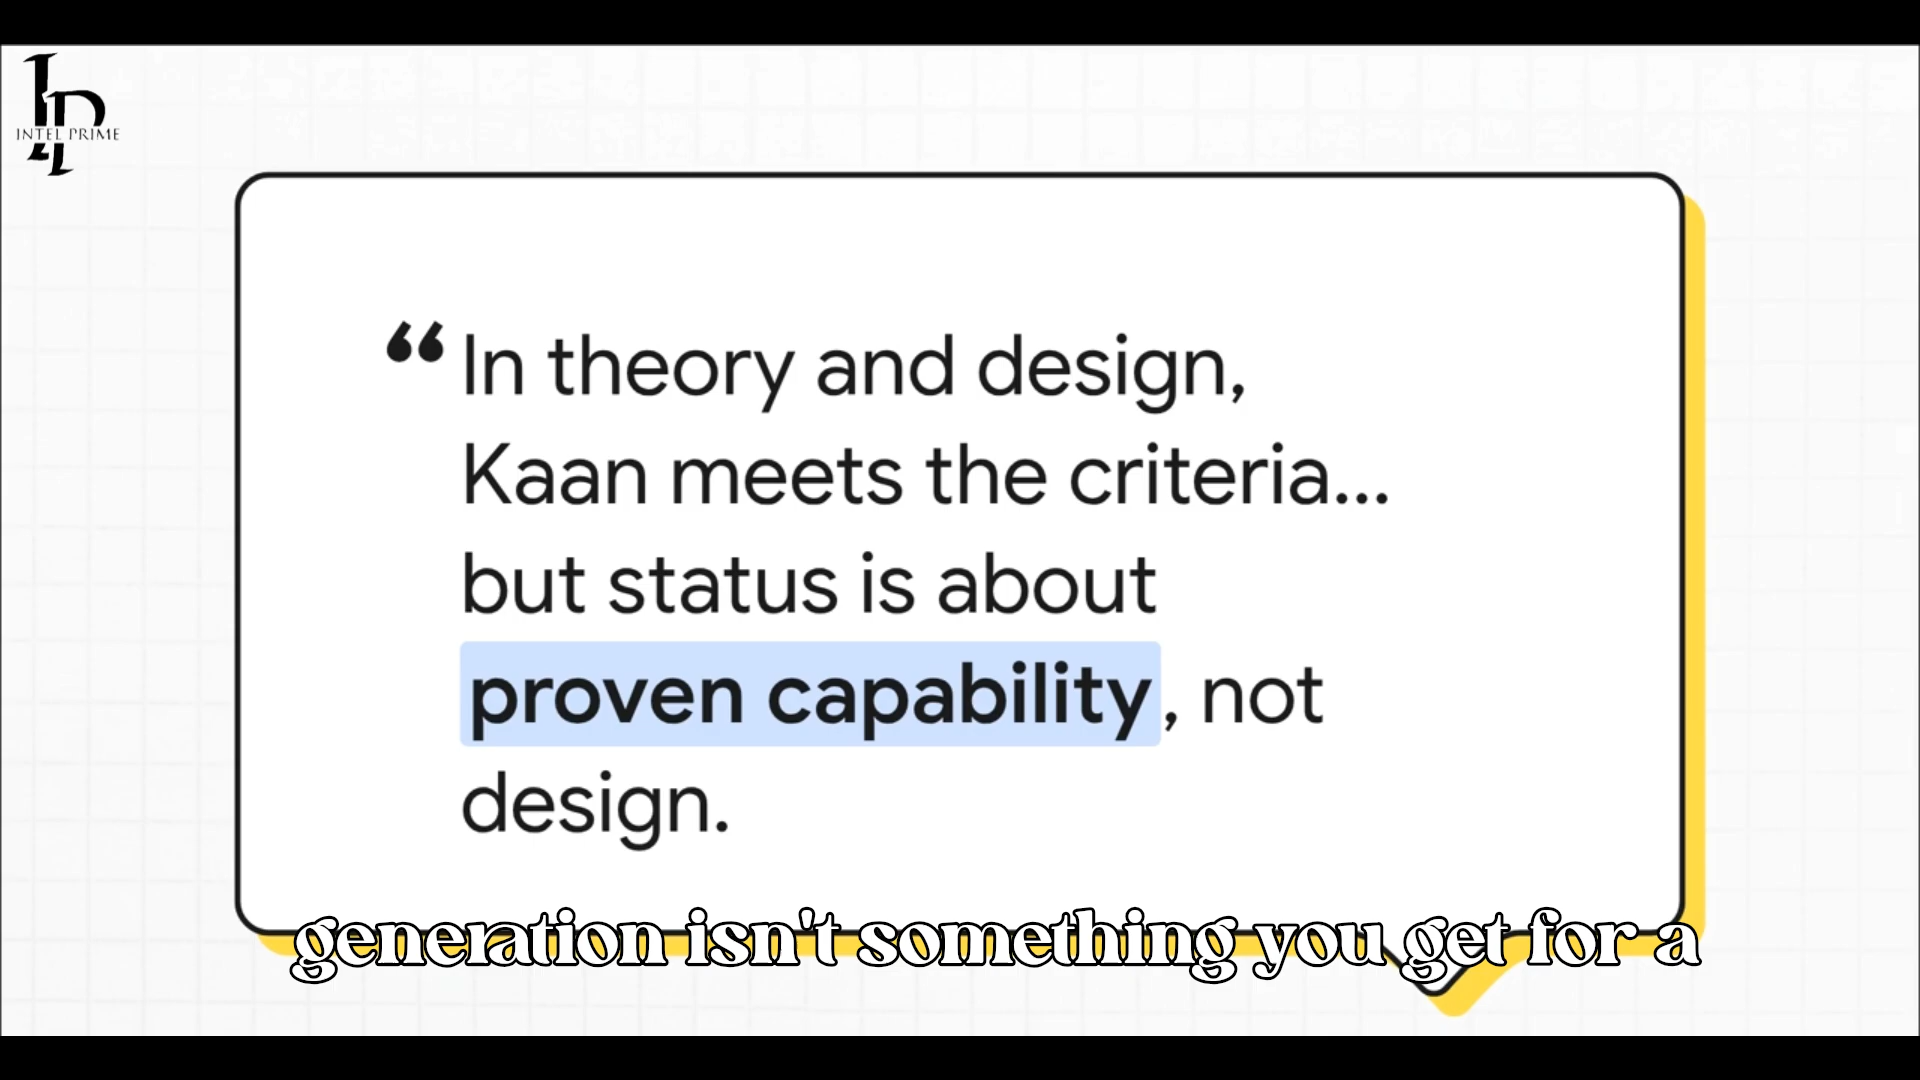 IP
INTEL PRIME
“In theory and design,
Kaan meets the criteria...
but status is about
proven capability, not
design.
generation isn't something you get for a